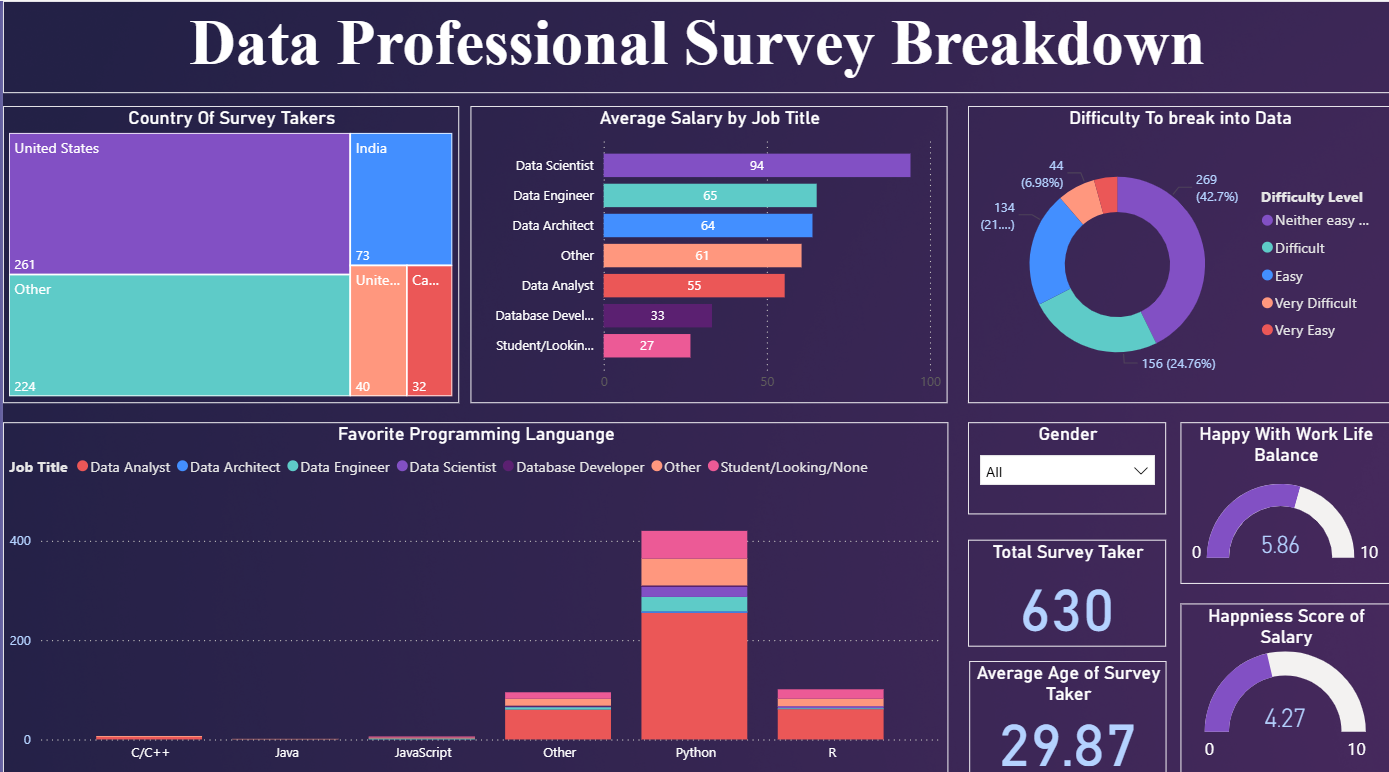 Data Professional Survey Breakdown
Country Of Survey Takers
United States
261
India
73
Other
224
Unite...
40
Ca...
32
Average Salary by Job Title
Data Scientist
94
Data Engineer
65
Data Architect
64
Other
61
Data Analyst
55
Database Devel...
33
Student/Lookin...
27
0
50
100
Difficulty To break into Data
44
(6.98%)
269
(42.7%)
134
(21....)
156 (24.76%)
Difficulty Level
Neither easy ...
Difficult
Easy
Very Difficult
Very Easy
Favorite Programming Languange
Job Title
Data Analyst
Data Architect
Data Engineer
Data Scientist
Database Developer
Other
Student/Looking/None
400
200
0
C/C++
Java
JavaScript
Other
Python
R
Gender
All
Total Survey Taker
630
Average Age of Survey
Taker
29.87
Happy With Work Life
Balance
5.86
0
10
Happniess Score of
Salary
4.27
0
10